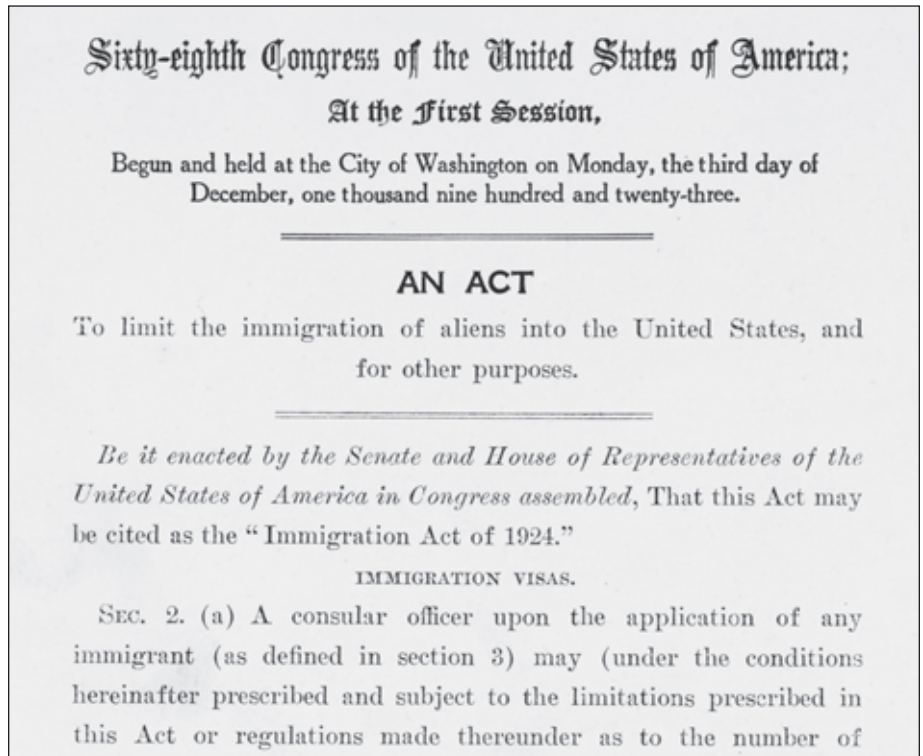 Sixty-eighth Congress of the United States of America;
At the First Session,
Begun and held at the City of Washington on Monday, the third day of
December, one thousand nine hundred and twenty-three.
AN ACT
To limit the immigration of aliens into the United States, and
for other purposes.
Be it enacted by the Senate and House of Representatives of the
United States of America in Congress assembled, That this Act may
be cited as the “Immigration Act of 1924.”
IMMIGRATION VISAS.
SEC. 2. (a) A consular officer upon the application of any
immigrant (as defined in section 3) may (under the conditions
hereinafter prescribed and subject to the limitations prescribed in
this Act or regulations made thereunder as to the number of